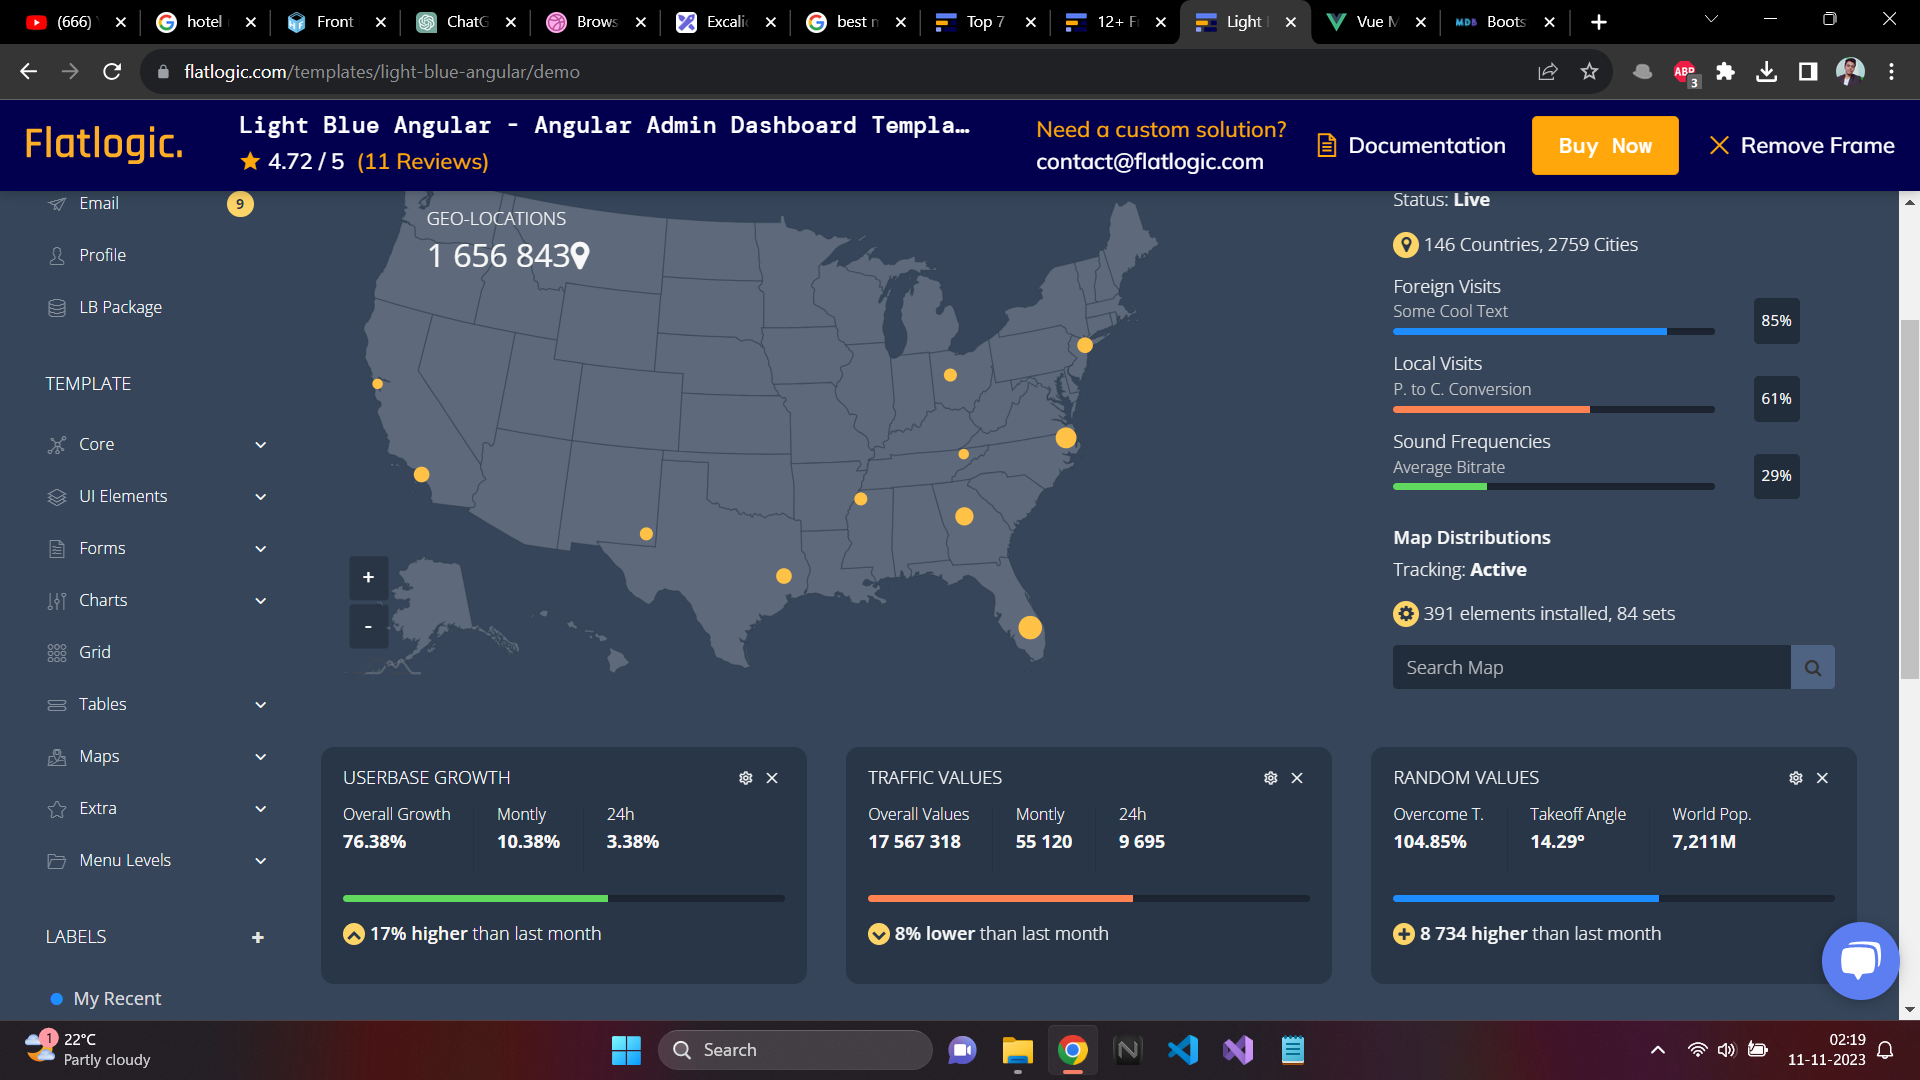 (666)
hotel
Front
ChatG
Brows
Excali
best n
Top 7
12+ F
Light
Vue M
MDB Boots
flatlogic.com/templates/light-blue-angular/demo
ABP
3
Flatlogic.
Light Blue Angular - Angular Admin Dashboard Templa…
4.72 / 5 (11 Reviews)
Need a custom solution?
contact@flatlogic.com
Documentation
Buy Now
Remove Frame
Email
9
Profile
LB Package
TEMPLATE
Core
UI Elements
Forms
Charts
Grid
Tables
Maps
Extra
Menu Levels
LABELS
+
My Recent
GEO-LOCATIONS
1 656 843
+
-
Status: Live
146 Countries, 2759 Cities
Foreign Visits
Some Cool Text
85%
Local Visits
P. to C. Conversion
61%
Sound Frequencies
Average Bitrate
29%
Map Distributions
Tracking: Active
391 elements installed, 84 sets
Search Map
USERBASE GROWTH
Overall Growth Montly 24h
76.38% 10.38% 3.38%
17% higher than last month
TRAFFIC VALUES
Overall Values Montly 24h
17 567 318 55 120 9 695
8% lower than last month
RANDOM VALUES
Overcome T. Takeoff Angle World Pop.
104.85% 14.29° 7,211M
8 734 higher than last month
1
22°C
Partly cloudy
Search
02:19
11-11-2023